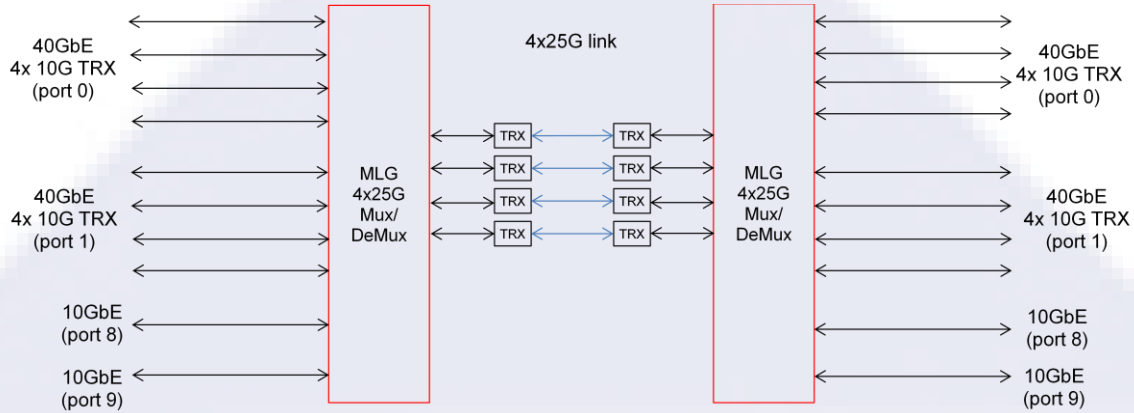 4x25G link
40GbE
4x 10G TRX
(port 0)
40GbE
4x 10G TRX
(port 1)
10GbE
(port 8)
10GbE
(port 9)
MLG
4x25G
Mux/
DeMux
TRX
TRX
TRX
TRX
TRX
TRX
TRX
TRX
MLG
4x25G
Mux/
DeMux
40GbE
4x 10G TRX
(port 0)
40GbE
4x 10G TRX
(port 1)
10GbE
(port 8)
10GbE
(port 9)